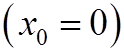 (x₀ = 0)